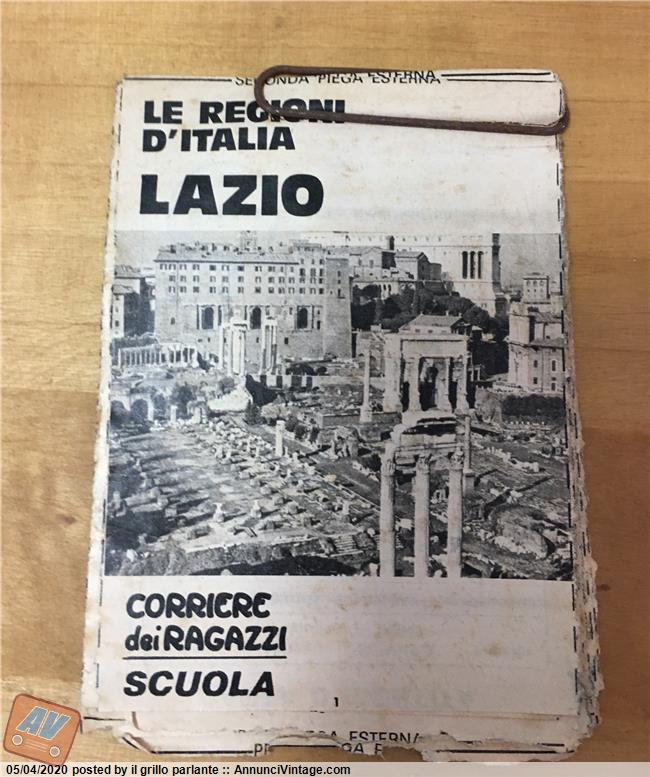 SECONDA PIEGA ESTERNA
LE REGIONI
D'ITALIA
LAZIO
CORRIERE
dei RAGAZZI
SCUOLA
1
ESTERNA
AV
05/04/2020 posted by il grillo parlante :: AnnunciVintage.com